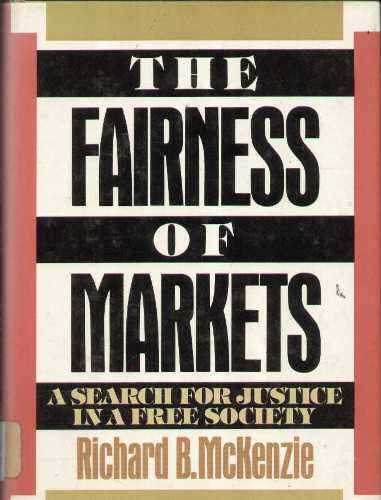 THE
FAIRNESS
OF
MARKETS
A SEARCH FOR JUSTICE
IN A FREE SOCIETY
Richard B. McKenzie